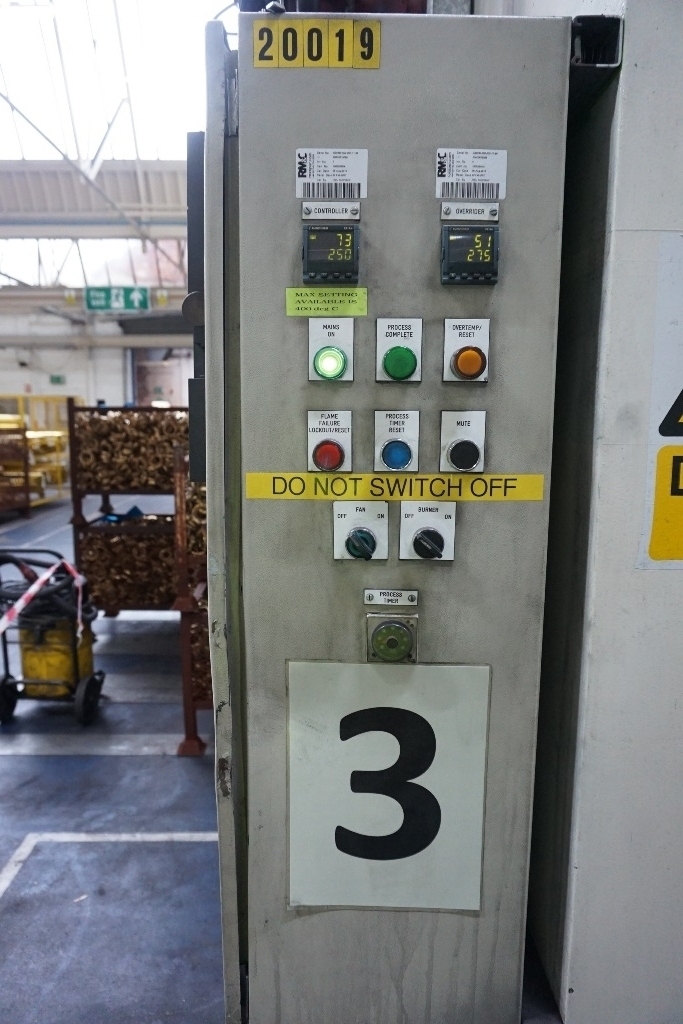 20019
RM&C
RM&C
CONTROLLER
OVERRIDER
73
250
51
275
MAX SETTING
AVAILABLE IS
400 deg C
MAINS
ON
PROCESS
COMPLETE
OVERTEMP/
RESET
FLAME
FAILURE
LOCKOUT/RESET
PROCESS
TIMER
RESET
MUTE
DO NOT SWITCH OFF
FAN
OFF ON
BURNER
OFF ON
PROCESS
TIMER
3